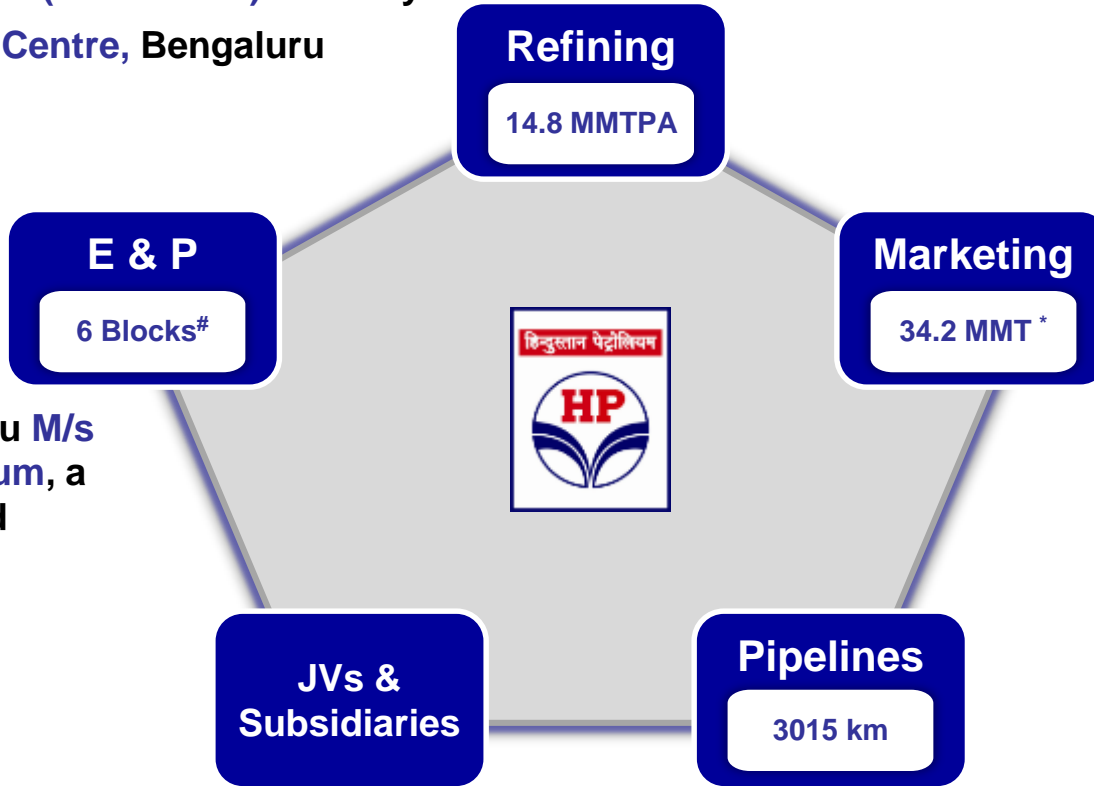 Centre, Bengaluru
Refining
14.8 MMTPA
E & P
6 Blocks#
Marketing
34.2 MMT *
हिन्दुस्तान पेट्रोलियम
HP
M/s
, a
JVs &
Subsidiaries
Pipelines
3015 km